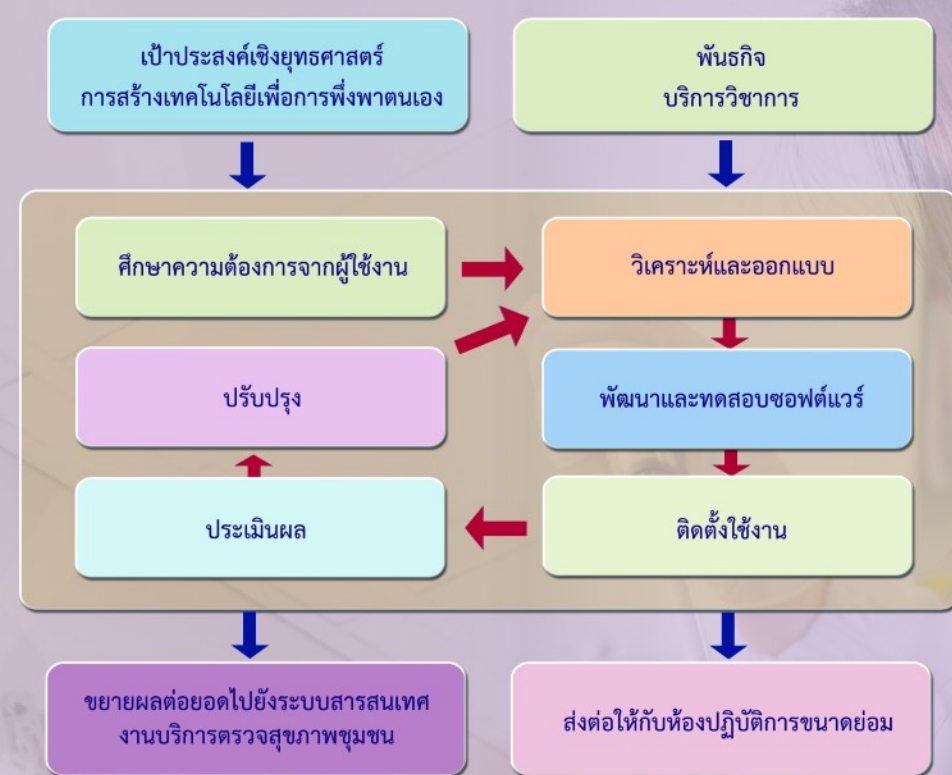 เป้าประสงค์เชิงยุทธศาสตร์
การสร้างเทคโนโลยีเพื่อการพึ่งพาตนเอง
พันธกิจ
บริการวิชาการ
ศึกษาความต้องการจากผู้ใช้งาน
วิเคราะห์และออกแบบ
ปรับปรุง
พัฒนาและทดสอบซอฟต์แวร์
ประเมินผล
ติดตั้งใช้งาน
ขยายผลต่อยอดไปยังระบบสารสนเทศ
งานบริการตรวจสุขภาพชุมชน
ส่งต่อให้กับห้องปฏิบัติการขนาดย่อม